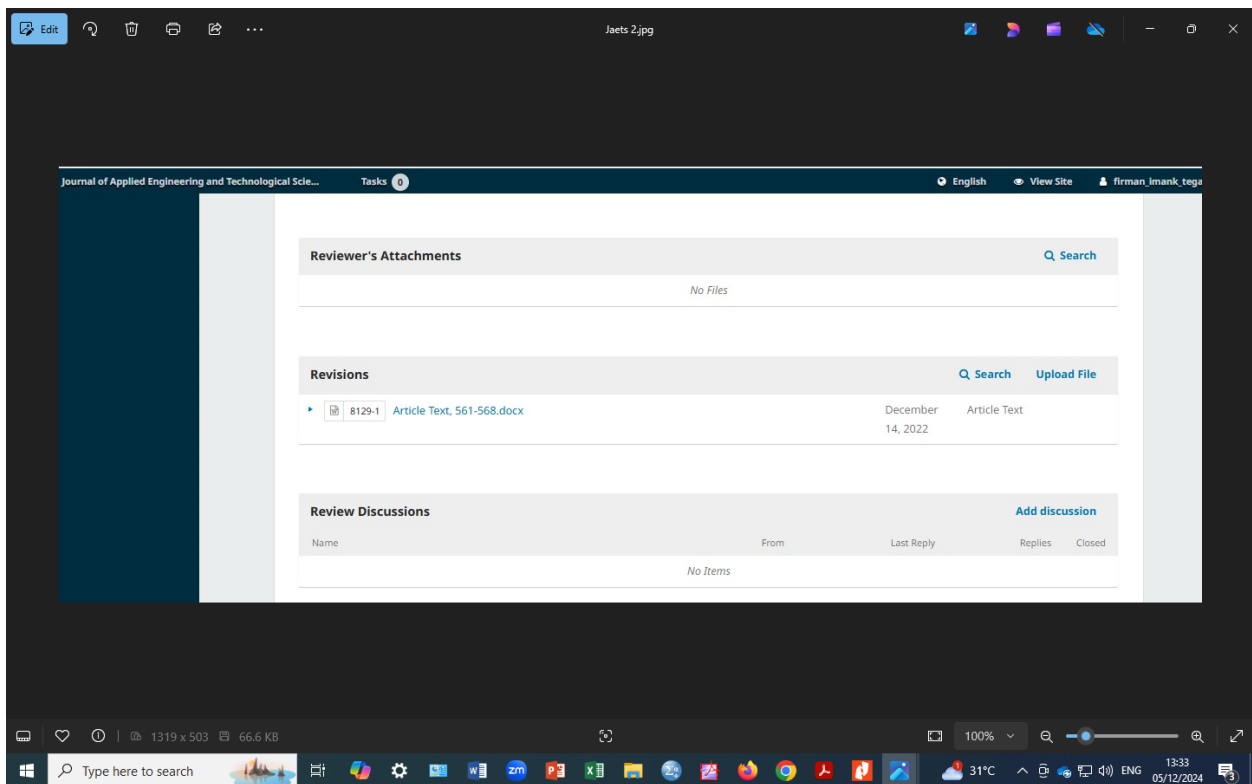 Edit
Jaets 2.jpg
Journal of Applied Engineering and Technological Scie... Tasks 0 English View Site firman_imank_tega
Reviewer's Attachments Search
No Files
Revisions Search Upload File
8129-1 Article Text, 561-568.docx December 14, 2022 Article Text
Review Discussions Add discussion
Name From Last Reply Replies Closed
No Items
1319 x 503 66.6 KB 100%
Type here to search 31°C ENG 13:33
05/12/2024